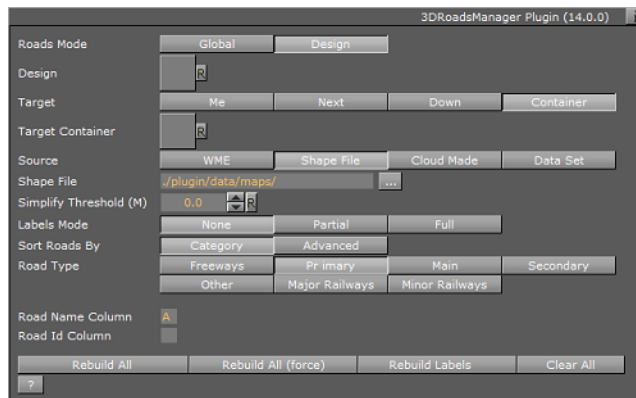 3DRoadsManager Plugin (14.0.0)
Roads Mode Global Design
Design R
Target Me Next Down Container
Target Container R
Source WME Shape File Cloud Made Data Set
Shape File ./plugin/data/maps/ ...
Simplify Threshold (M) 0.0 R
Labels Mode None Partial Full
Sort Roads By Category Advanced
Road Type Freeways Primary Main Secondary
Other Major Railways Minor Railways
Road Name Column A
Road Id Column
Rebuild All Rebuild All (force) Rebuild Labels Clear All
?